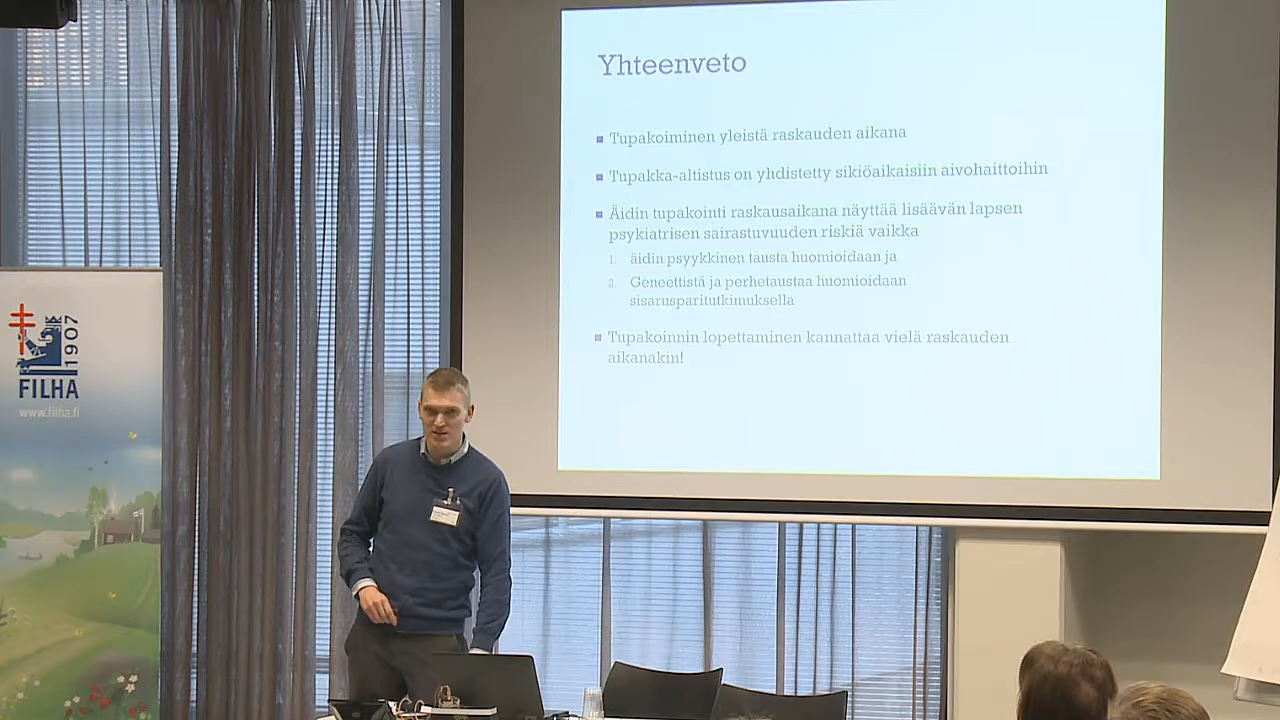 Yhteenveto
Tupakoiminen yleistä raskauden aikana
Tupakka-altistus on yhdistetty sikiöaikaisiin aivohaittoihin
Äidin tupakointi raskausaikana näyttää lisäävän lapsen
psykiatrisen sairastuvuuden riskiä vaikka
1. äidin psyykkinen tausta huomioidaan ja
2. Geneettistä ja perhetaustaa huomioidaan
sisarusparitutkimuksella
Tupakoinnin lopettaminen kannattaa vielä raskauden
aikanakin!
1907
FILHA
www.filha.fi